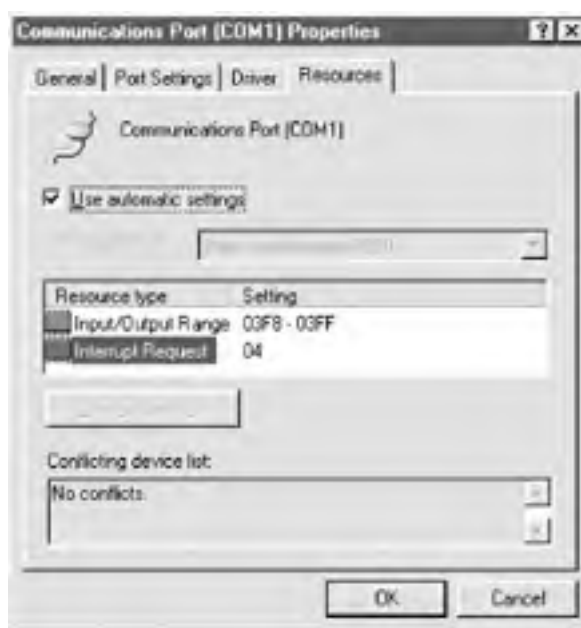 Communications Port (COM1) Properties
General Port Settings Driver Resources
Communications Port (COM1)
Use automatic settings
Resource type Setting
Input/Output Range 03F8 - 03FF
Interrupt Request 04
Conflicting device list:
No conflicts.
OK Cancel